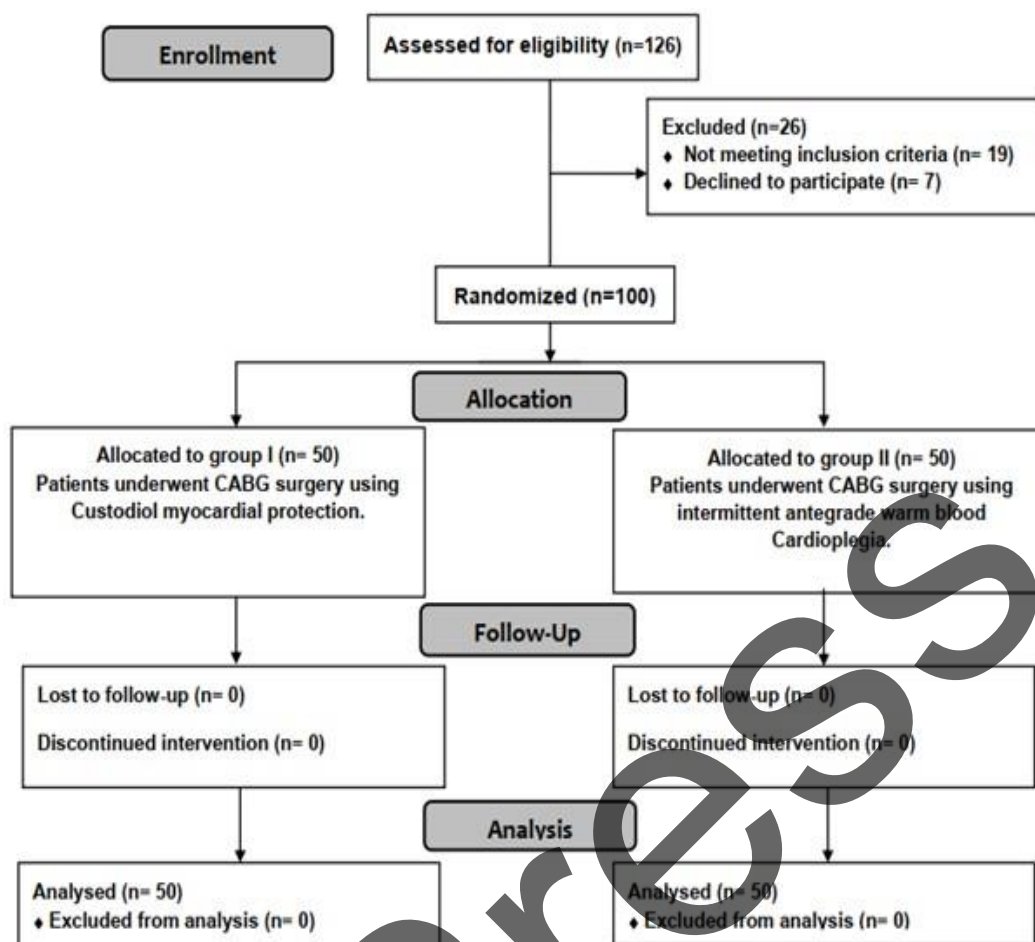 Enrollment
Assessed for eligibility (n=126)
Excluded (n=26)
♦ Not meeting inclusion criteria (n= 19)
♦ Declined to participate (n= 7)
Randomized (n=100)
Allocation
Allocated to group I (n= 50)
Patients underwent CABG surgery using
Custodiol myocardial protection.
Allocated to group II (n= 50)
Patients underwent CABG surgery using
intermittent antegrade warm blood
Cardioplegia.
Follow-Up
Lost to follow-up (n= 0)
Discontinued intervention (n= 0)
Lost to follow-up (n= 0)
Discontinued intervention (n= 0)
Analysis
Analysed (n= 50)
♦ Excluded from analysis (n= 0)
Analysed (n= 50)
♦ Excluded from analysis (n= 0)
ress